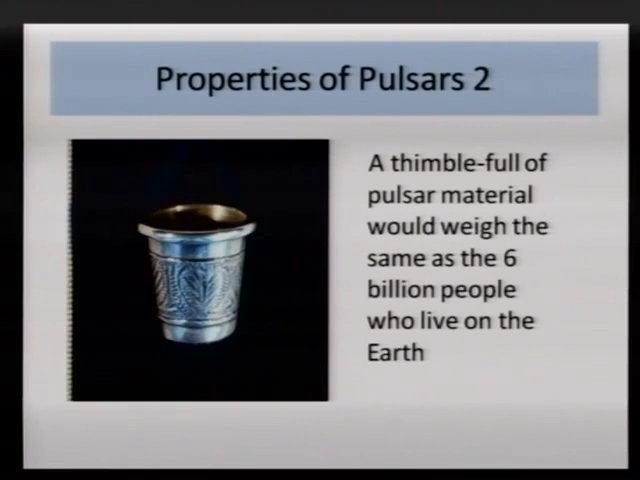 Properties of Pulsars 2
A thimble-full of
pulsar material
would weigh the
same as the 6
billion people
who live on the
Earth